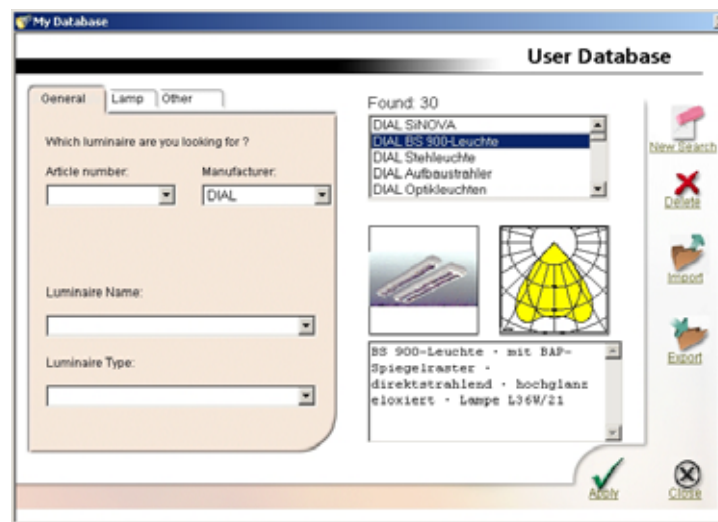 My Database
User Database
General Lamp Other
Which luminaire are you looking for ?
Article number: Manufacturer:
DIAL
Luminaire Name:
Luminaire Type:
Found: 30
DIAL SiNOVA
DIAL BS 900-Leuchte
DIAL Stehleuchte
DIAL Aufbaustrahler
DIAL Optikleuchten
BS 900-Leuchte · mit BAP-
Spiegelraster ·
direktstrahlend · hochglanz
eloxiert · Lampe L36W/21
New Search
Delete
Import
Export
Apply
Close